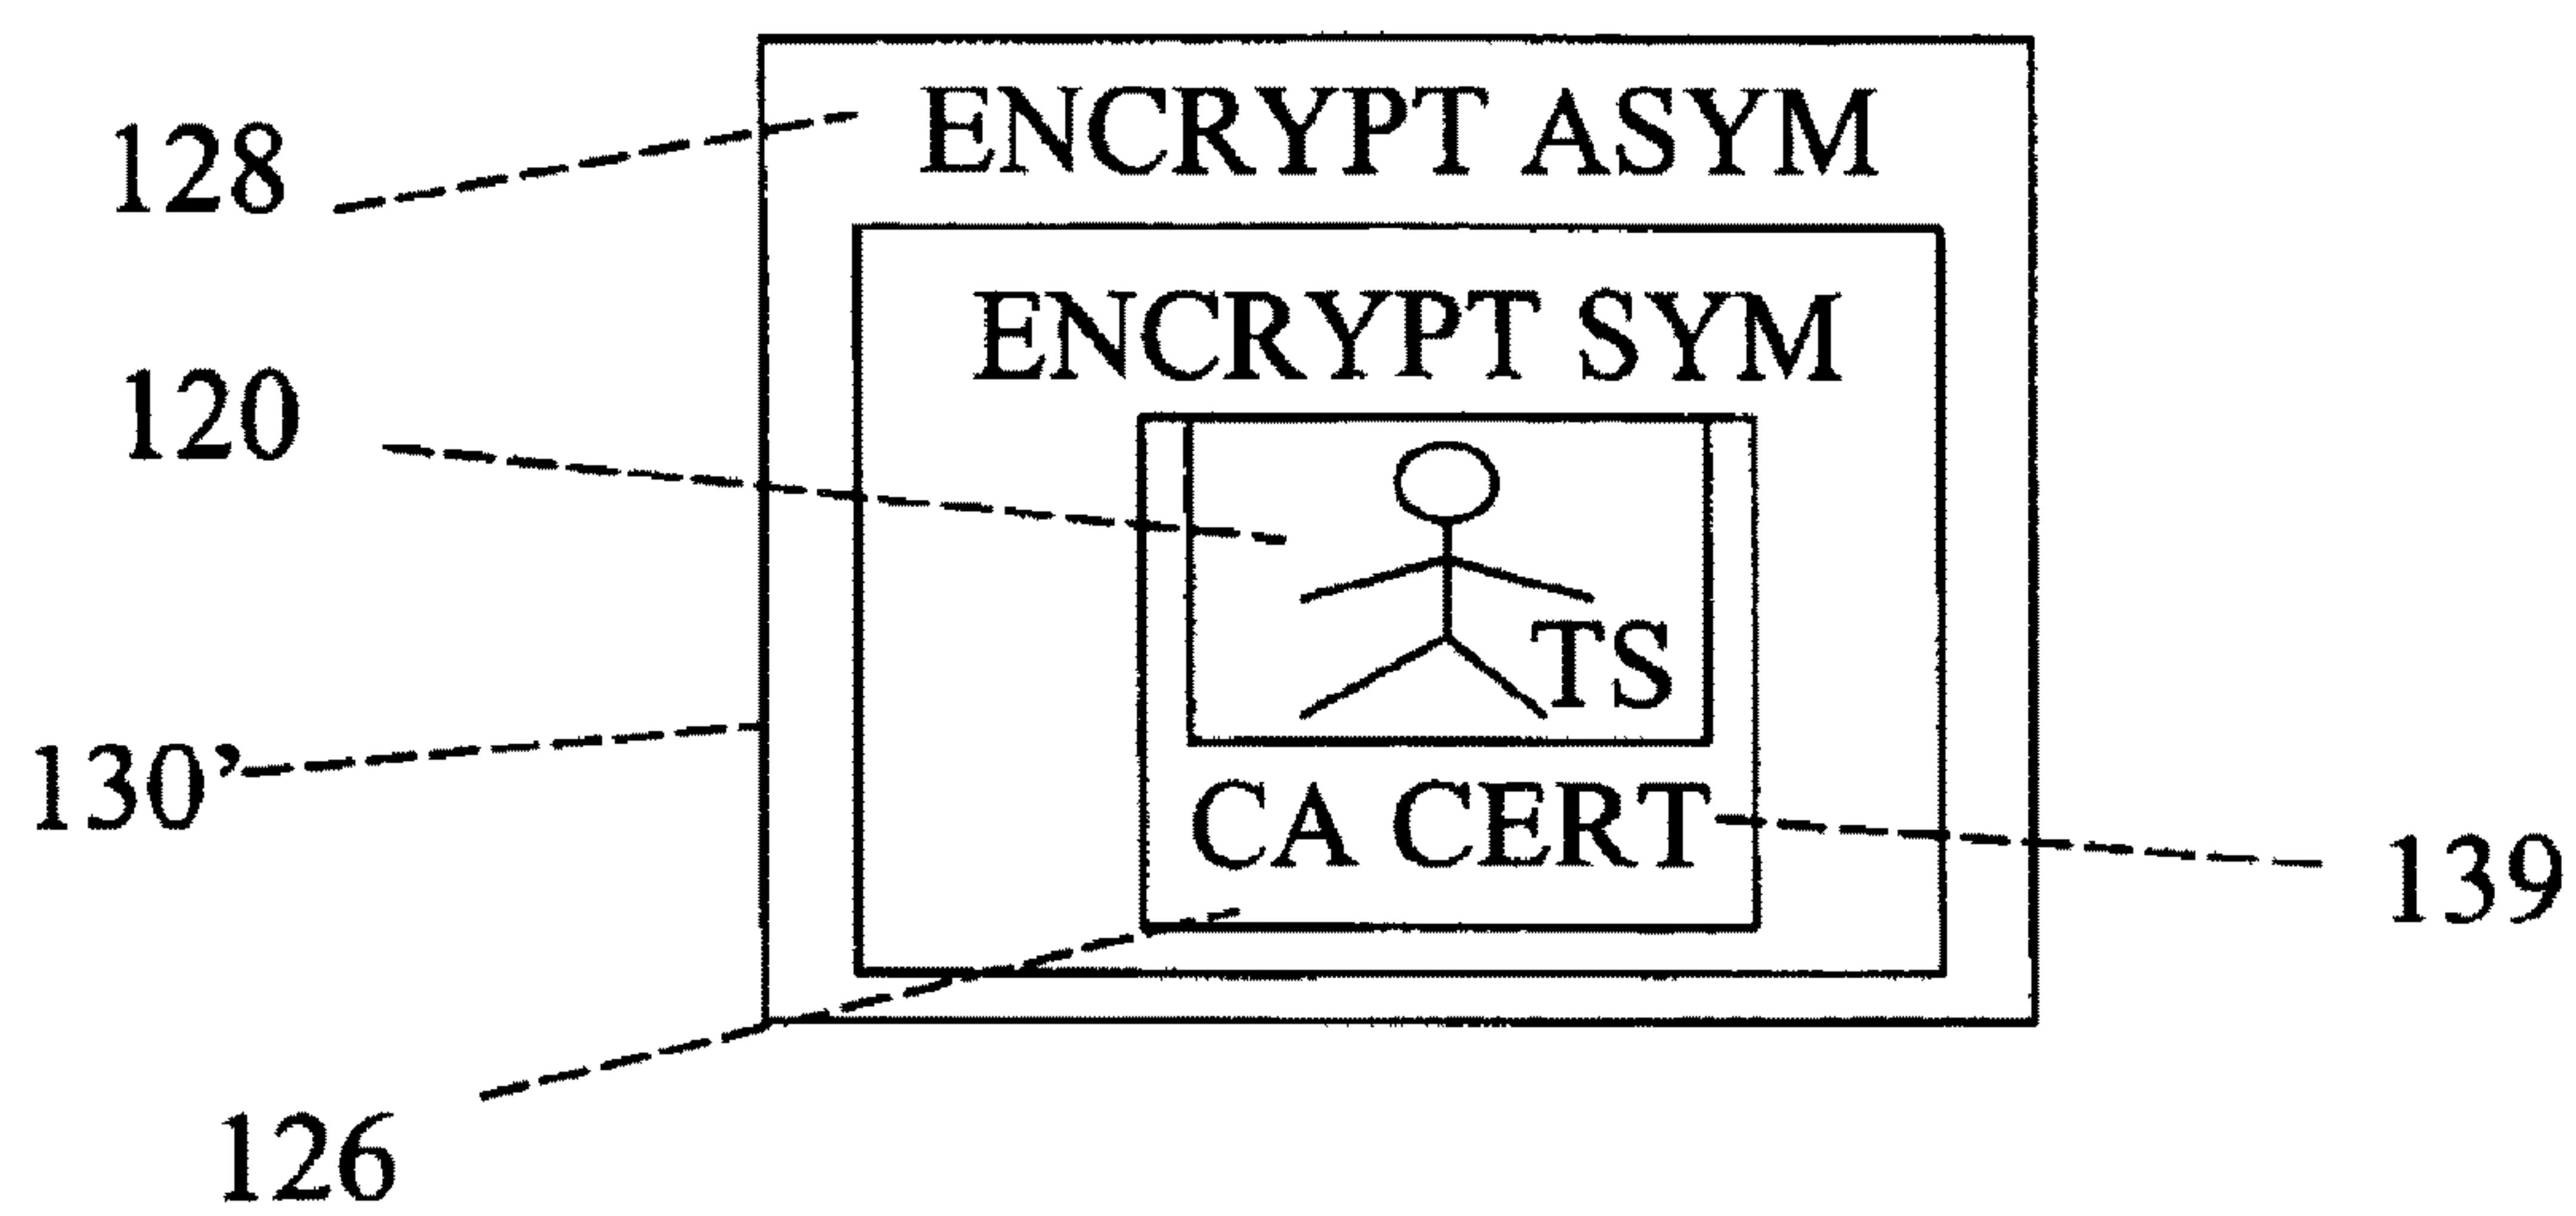 128
ENCRYPT ASYM
ENCRYPT SYM
120
TS
130’
CA CERT
139
126